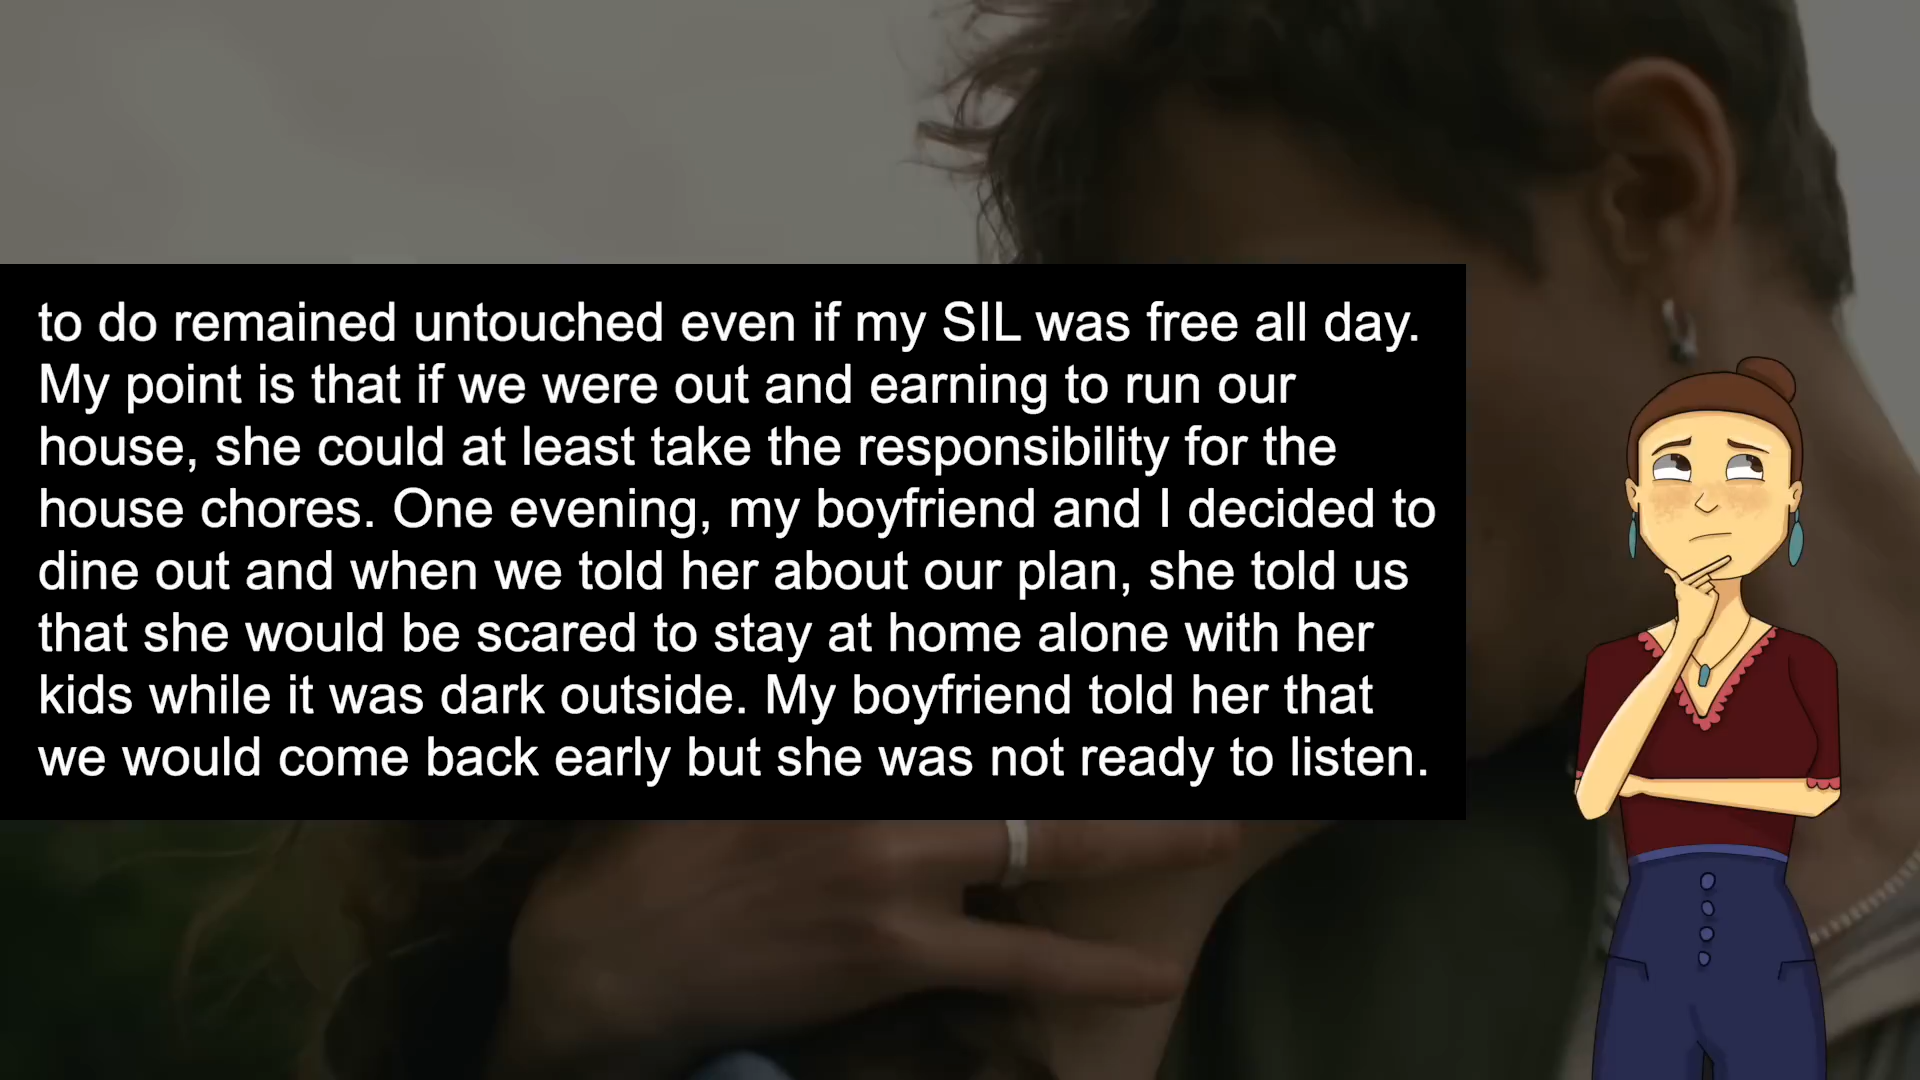 to do remained untouched even if my SIL was free all day.
My point is that if we were out and earning to run our
house, she could at least take the responsibility for the
house chores. One evening, my boyfriend and I decided to
dine out and when we told her about our plan, she told us
that she would be scared to stay at home alone with her
kids while it was dark outside. My boyfriend told her that
we would come back early but she was not ready to listen.